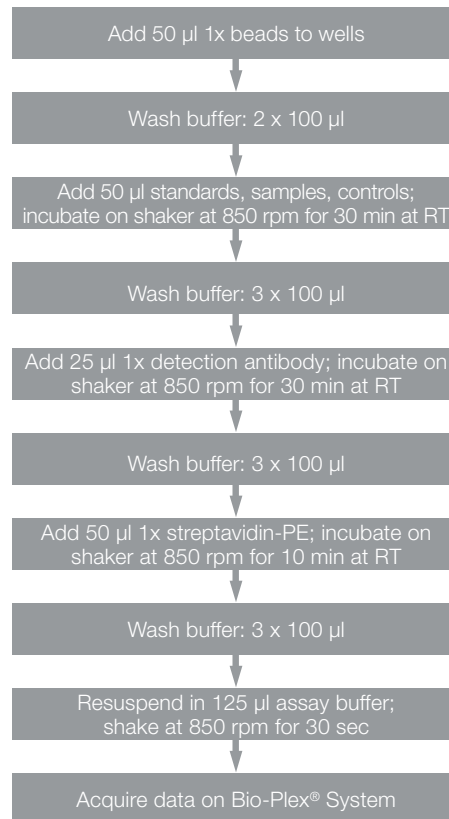 Add 50 µl 1x beads to wells
Wash buffer: 2 x 100 µl
Add 50 µl standards, samples, controls;
incubate on shaker at 850 rpm for 30 min at RT
Wash buffer: 3 x 100 µl
Add 25 µl 1x detection antibody; incubate on
shaker at 850 rpm for 30 min at RT
Wash buffer: 3 x 100 µl
Add 50 µl 1x streptavidin-PE; incubate on
shaker at 850 rpm for 10 min at RT
Wash buffer: 3 x 100 µl
Resuspend in 125 µl assay buffer;
shake at 850 rpm for 30 sec
Acquire data on Bio-Plex® System